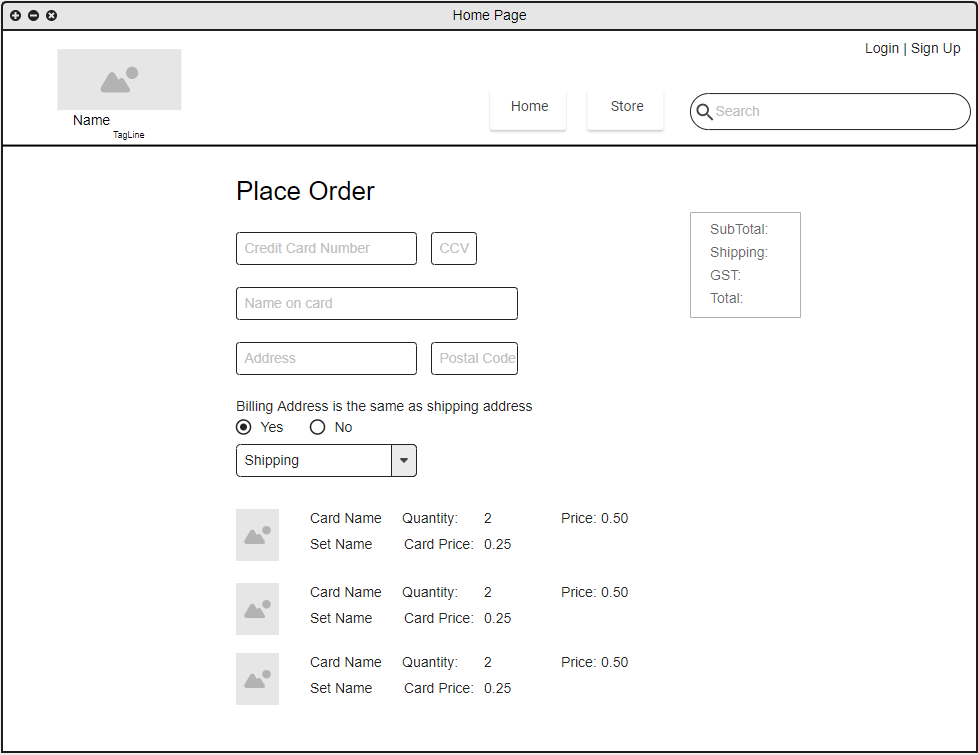 Home Page
Login | Sign Up
Name
TagLine
Home
Store
Search
Place Order
Credit Card Number
CCV
Name on card
Address
Postal Code
Billing Address is the same as shipping address
Yes
No
Shipping
SubTotal:
Shipping:
GST:
Total:
Card Name Quantity: 2 Price: 0.50
Set Name Card Price: 0.25
Card Name Quantity: 2 Price: 0.50
Set Name Card Price: 0.25
Card Name Quantity: 2 Price: 0.50
Set Name Card Price: 0.25